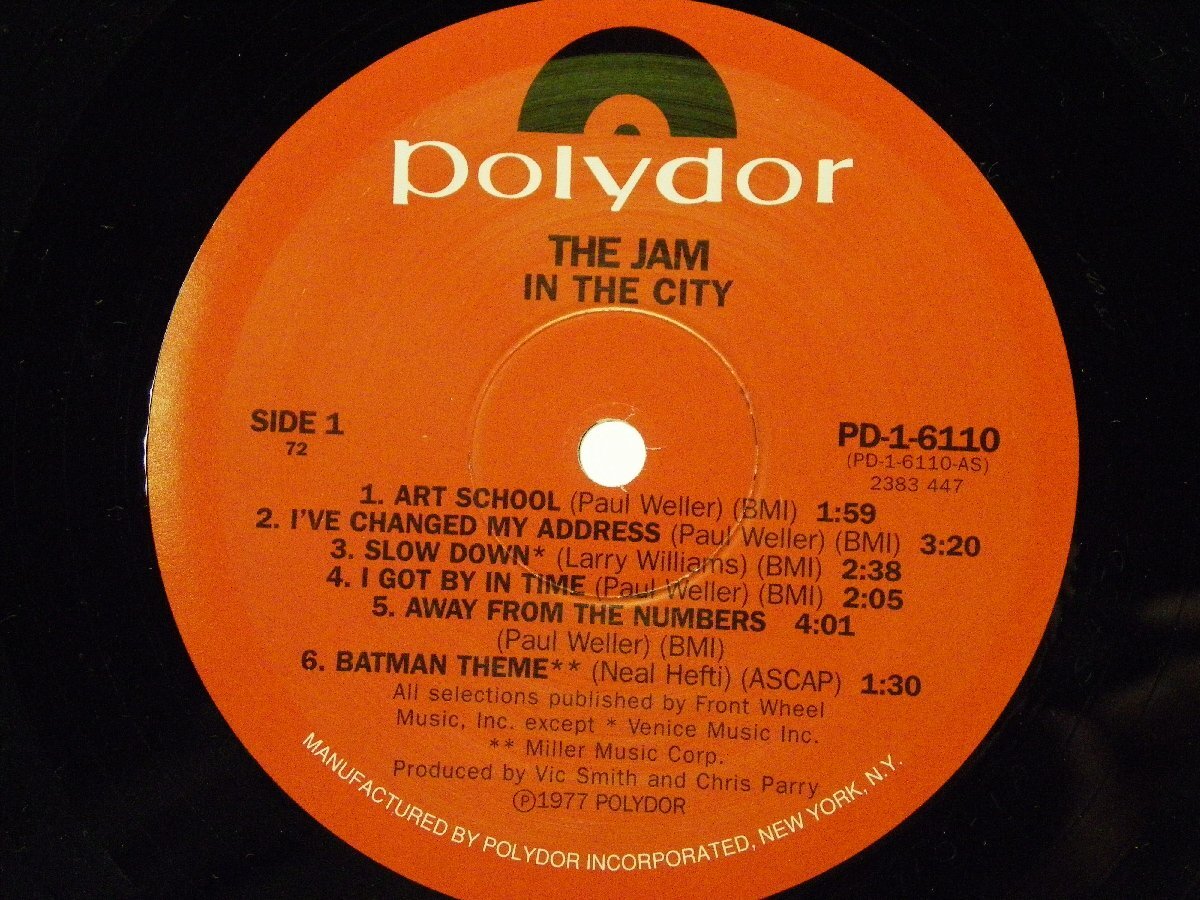 polydor
THE JAM
IN THE CITY
SIDE 1
72
PD-1-6110
(PD-1-6110-AS)
2383 447
1. ART SCHOOL (Paul Weller) (BMI) 1:59
2. I'VE CHANGED MY ADDRESS (Paul Weller) (BMI) 3:20
3. SLOW DOWN* (Larry Williams) (BMI) 2:38
4. I GOT BY IN TIME (Paul Weller) (BMI) 2:05
5. AWAY FROM THE NUMBERS 4:01
(Paul Weller) (BMI)
6. BATMAN THEME** (Neal Hefti) (ASCAP) 1:30
All selections published by Front Wheel
Music, Inc. except * Venice Music Inc.
** Miller Music Corp.
Produced by Vic Smith and Chris Parry
Ⓟ1977 POLYDOR
MANUFACTURED BY POLYDOR INCORPORATED, NEW YORK, N.Y.